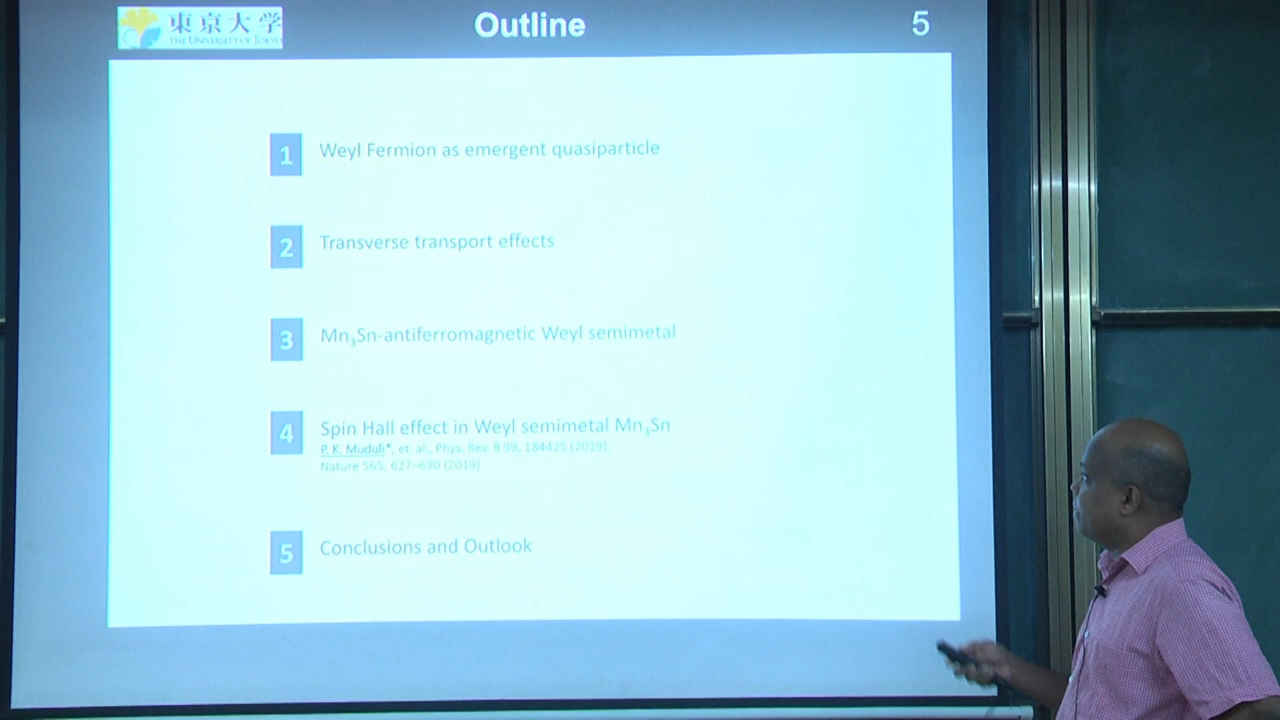 東京大学
THE UNIVERSITY OF TOKYO
Outline
5
1 Weyl Fermion as emergent quasiparticle
2 Transverse transport effects
3 Mn₃Sn-antiferromagnetic Weyl semimetal
4 Spin Hall effect in Weyl semimetal Mn₃Sn
P. K. Muduli*, et. al., Phys. Rev. B 99, 184425 (2019).
Nature 565, 627–630 (2019).
5 Conclusions and Outlook